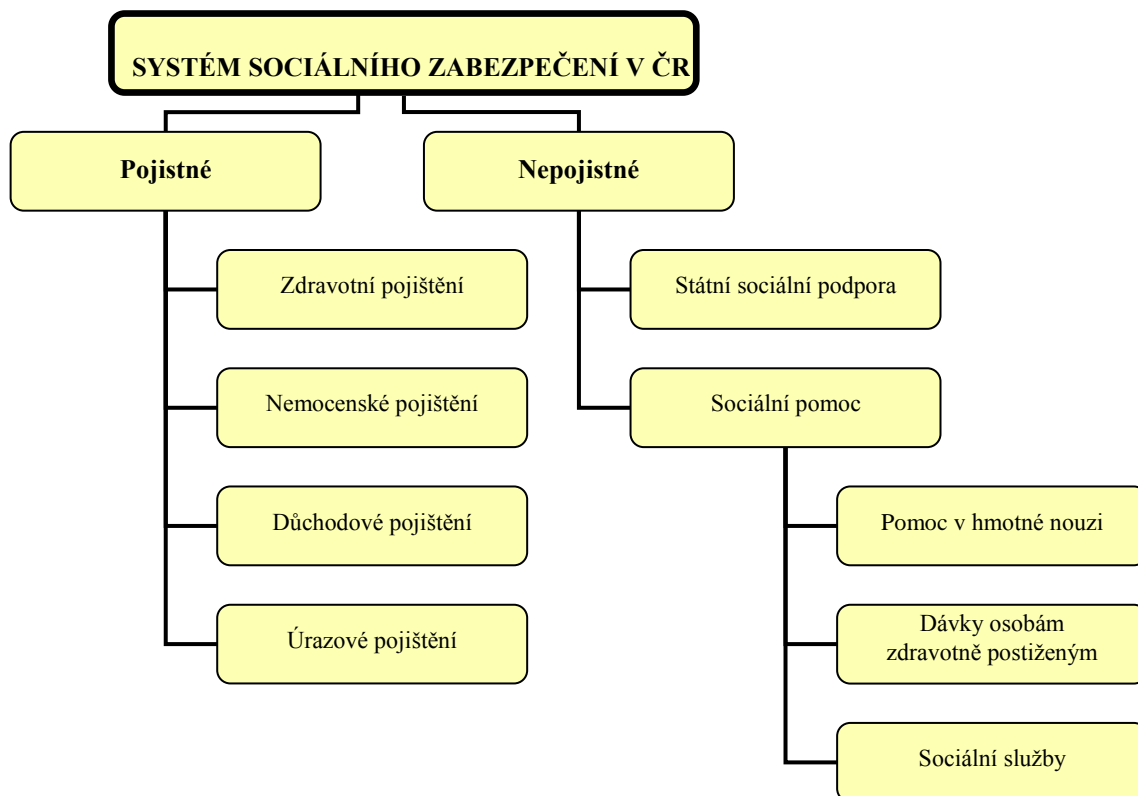 SYSTÉM SOCIÁLNÍHO ZABEZPEČENÍ V ČR
Pojistné
Nepojistné
Zdravotní pojištění
Státní sociální podpora
Nemocenské pojištění
Sociální pomoc
Důchodové pojištění
Pomoc v hmotné nouzi
Úrazové pojištění
Dávky osobám
zdravotně postiženým
Sociální služby